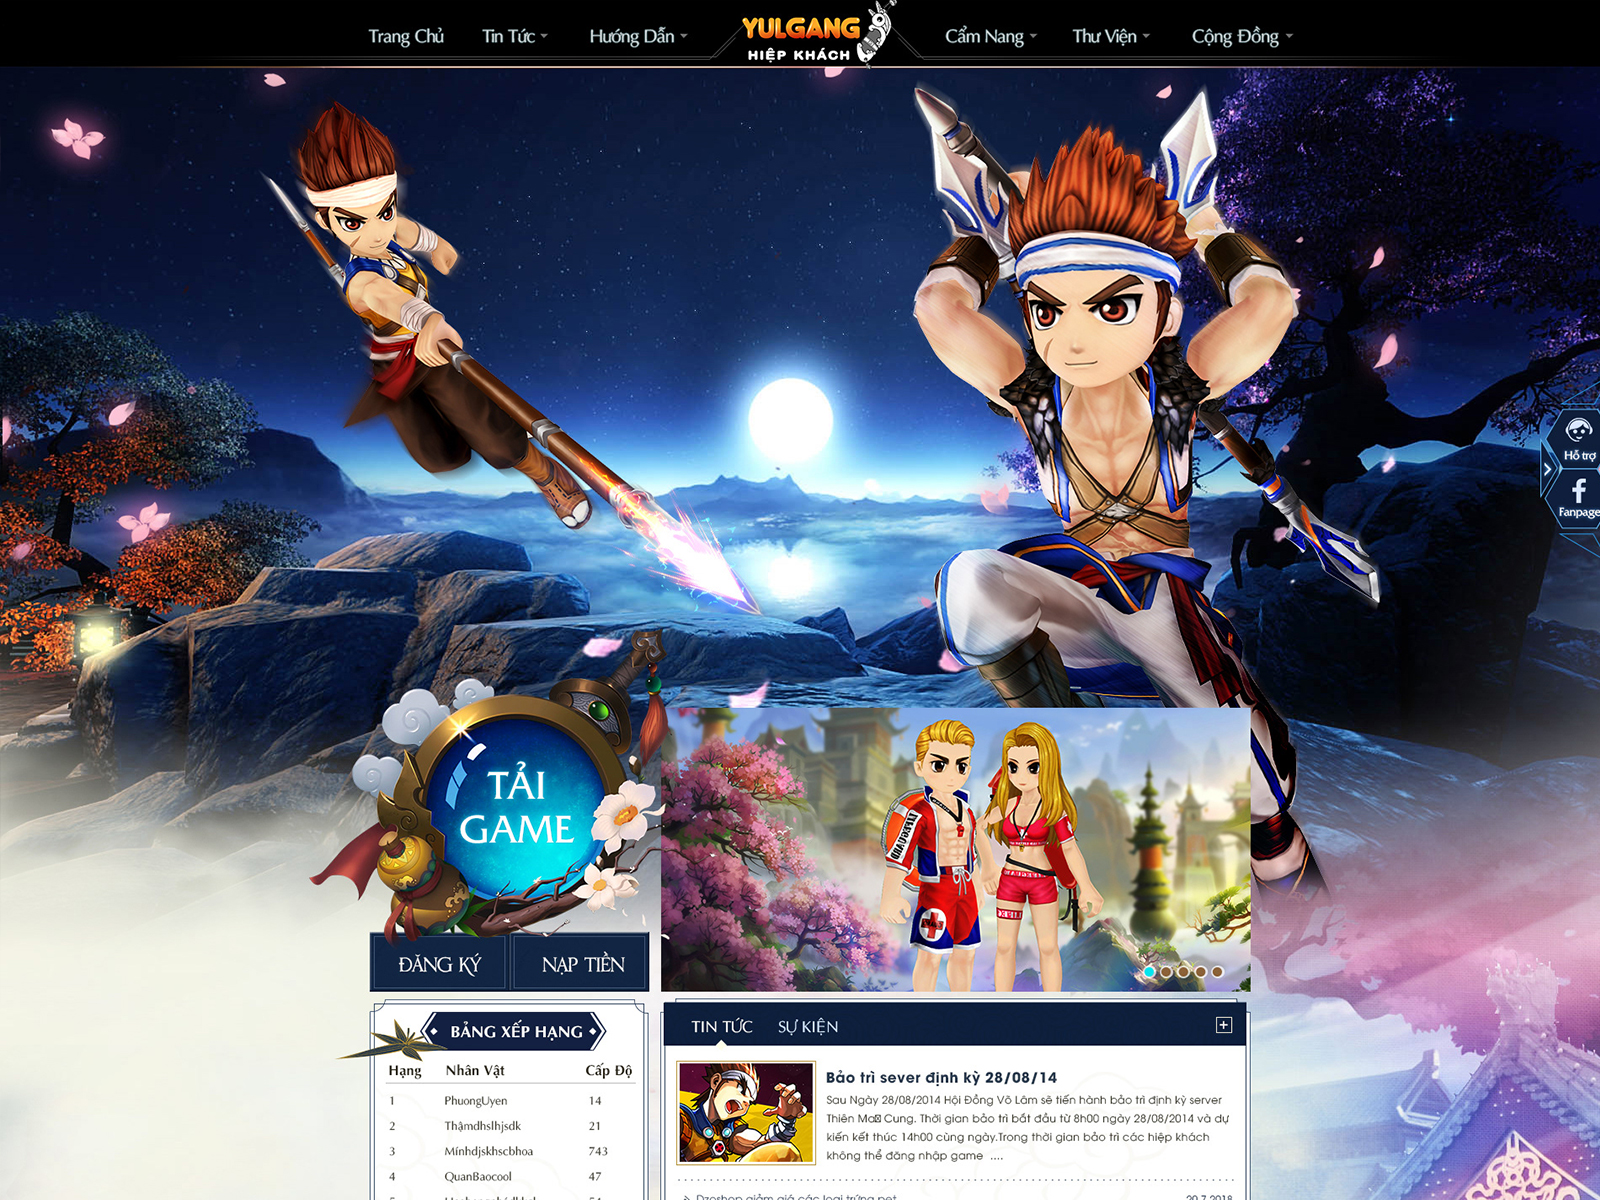 Trang Chủ
Tin Tức
Hướng Dẫn
YULGANG
HIỆP KHÁCH
Cẩm Nang
Thư Viện
Cộng Đồng
Hỗ trợ
Fanpage
TẢI
GAME
LIFEGUARD
ĐĂNG KÝ
NẠP TIỀN
BẢNG XẾP HẠNG
Hạng Nhân Vật Cấp Độ
1 PhuongUyen 14
2 Thậmdhslhjsdk 21
3 Mínhdjskhscbhoa 743
4 QuanBaocool 47
TIN TỨC SỰ KIỆN
Bảo trì sever định kỳ 28/08/14
Sau Ngày 28/08/2014 Hội Đồng Võ Lâm sẽ tiến hành bảo trì định kỳ server
Thiên Ma Cung. Thời gian bảo trì bắt đầu từ 8h00 ngày 28/08/2014 và dự
kiến kết thúc 14h00 cùng ngày.Trong thời gian bảo trì các hiệp khách
không thể đăng nhập game ....
Dzoshop giảm giá các loại trứng pet 20.7.2018